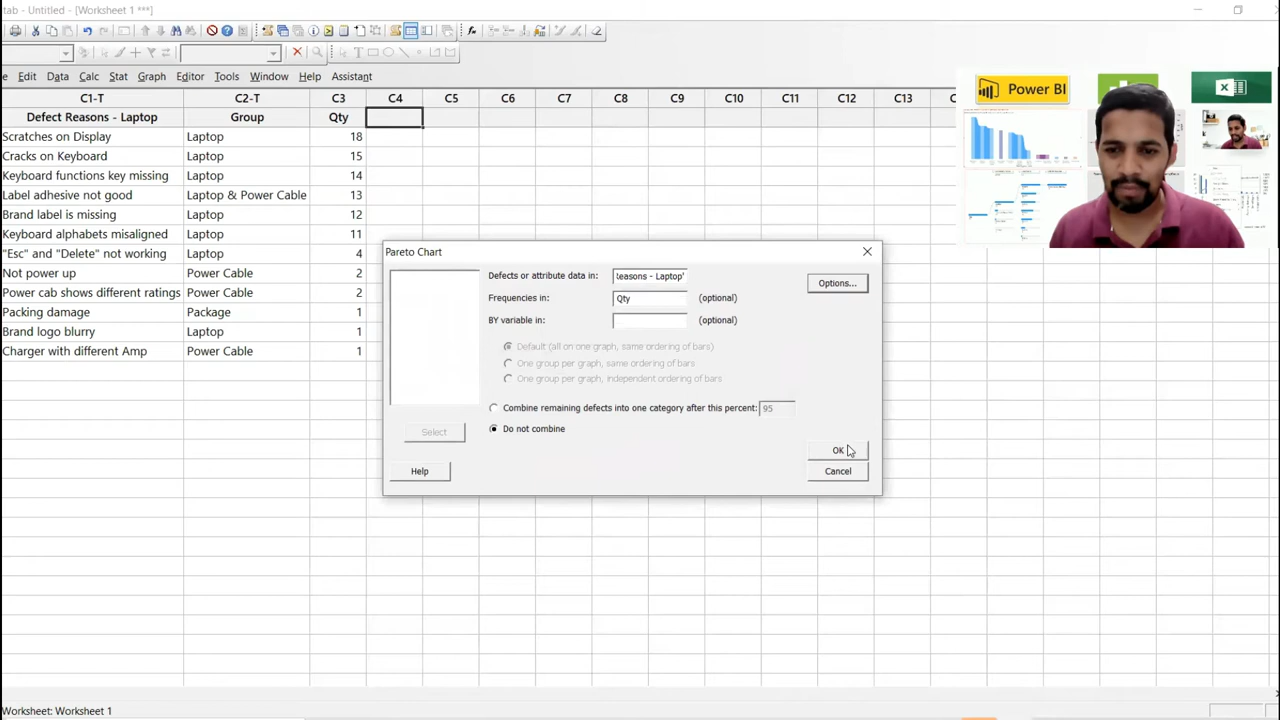 tab - Untitled - [Worksheet 1 ***]
e Edit Data Calc Stat Graph Editor Tools Window Help Assistant
C1-T C2-T C3 C4 C5 C6 C7 C8 C9 C10 C11 C12 C13
Defect Reasons - Laptop Group Qty
Scratches on Display Laptop 18
Cracks on Keyboard Laptop 15
Keyboard functions key missing Laptop 14
Label adhesive not good Laptop & Power Cable 13
Brand label is missing Laptop 12
Keyboard alphabets misaligned Laptop 11
"Esc" and "Delete" not working Laptop 4
Not power up Power Cable 2
Power cab shows different ratings Power Cable 2
Packing damage Package 1
Brand logo blurry Laptop 1
Charger with different Amp Power Cable 1
Pareto Chart
Defects or attribute data in: 'easons - Laptop'
Frequencies in: Qty (optional)
BY variable in: (optional)
Default (all on one graph, same ordering of bars)
One group per graph, same ordering of bars
One group per graph, independent ordering of bars
Combine remaining defects into one category after this percent: 95
Do not combine
Options...
Select
Help
OK
Cancel
Power BI
Worksheet: Worksheet 1